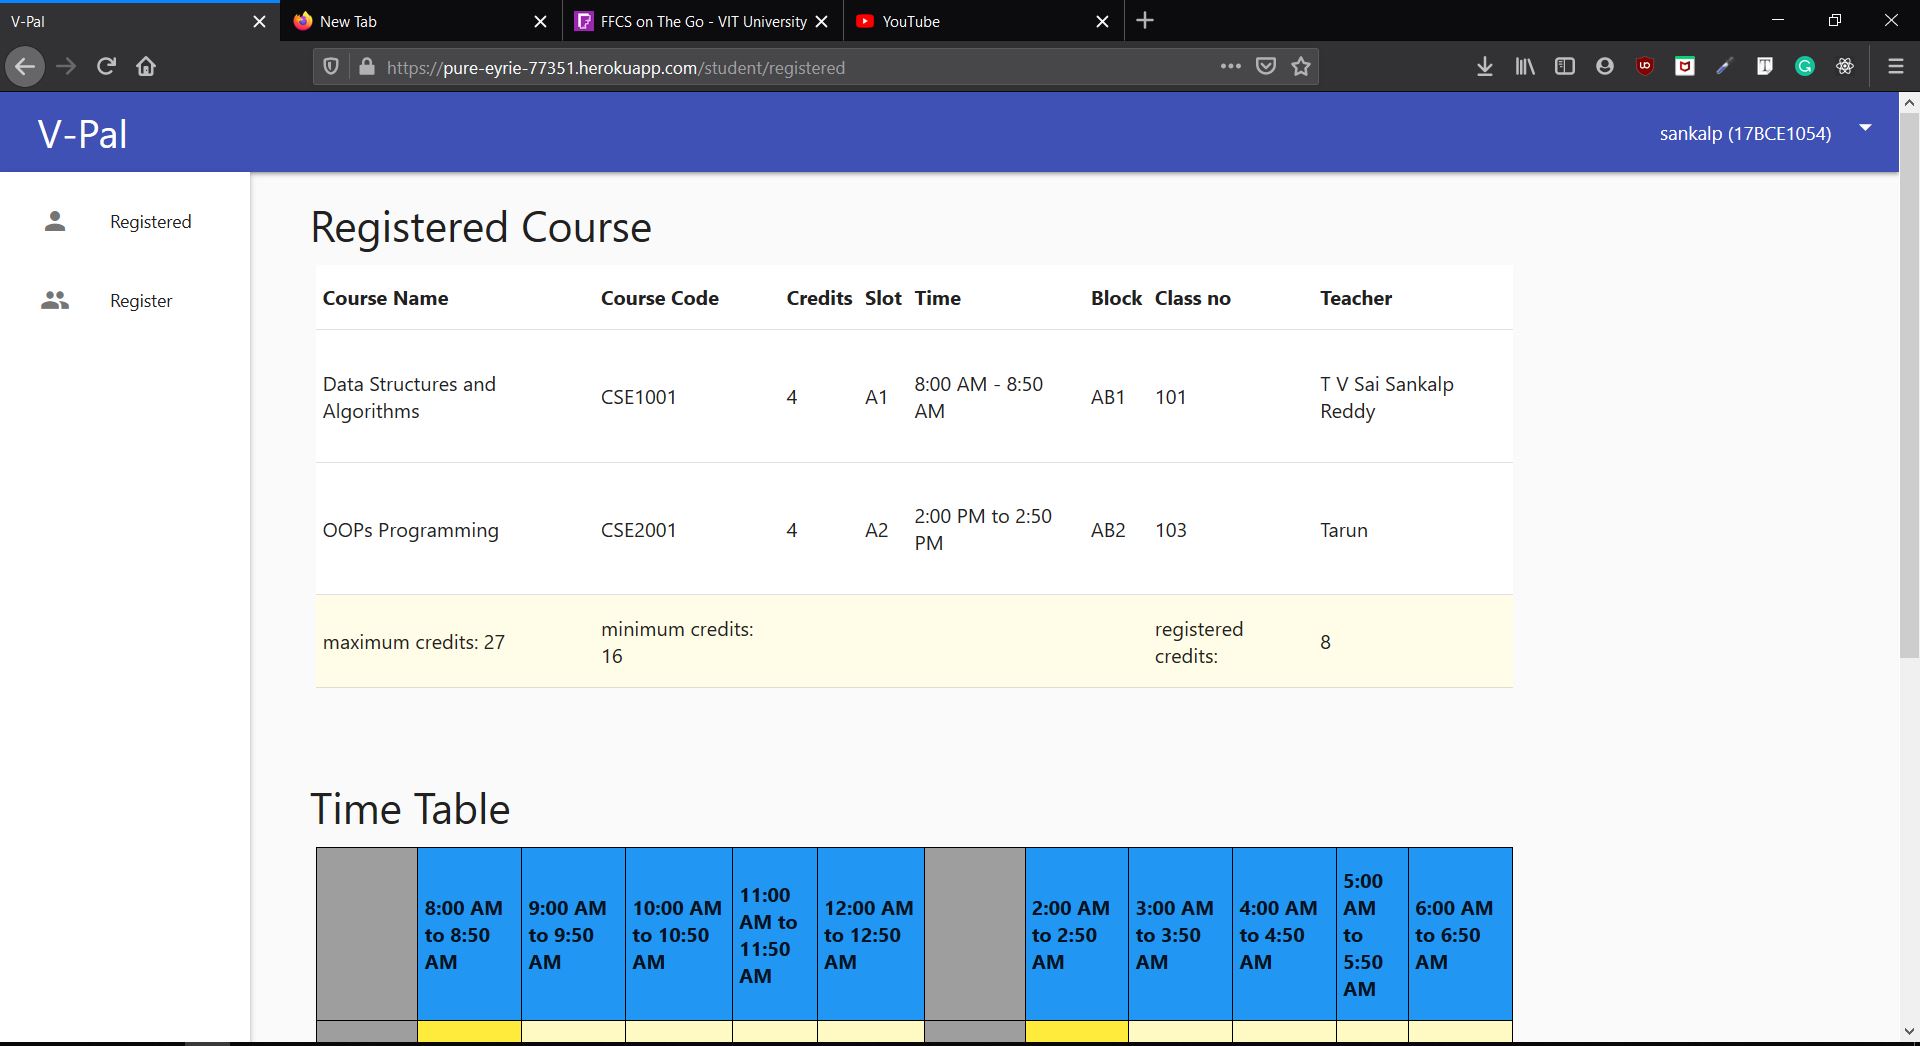 V-Pal
New Tab
FFCS on The Go - VIT University
YouTube
https://pure-eyrie-77351.herokuapp.com/student/registered
V-Pal
sankalp (17BCE1054)
Registered
Register
Registered Course
Course Name Course Code Credits Slot Time Block Class no Teacher
Data Structures and
Algorithms
CSE1001
4
A1
8:00 AM - 8:50
AM
AB1
101
T V Sai Sankalp
Reddy
OOPs Programming
CSE2001
4
A2
2:00 PM to 2:50
PM
AB2
103
Tarun
maximum credits: 27
minimum credits:
16
registered
credits:
8
Time Table
8:00 AM
to 8:50
AM
9:00 AM
to 9:50
AM
10:00 AM
to 10:50
AM
11:00
AM to
11:50
AM
12:00 AM
to 12:50
AM
2:00 AM
to 2:50
AM
3:00 AM
to 3:50
AM
4:00 AM
to 4:50
AM
5:00
AM
to
5:50
AM
6:00 AM
to 6:50
AM